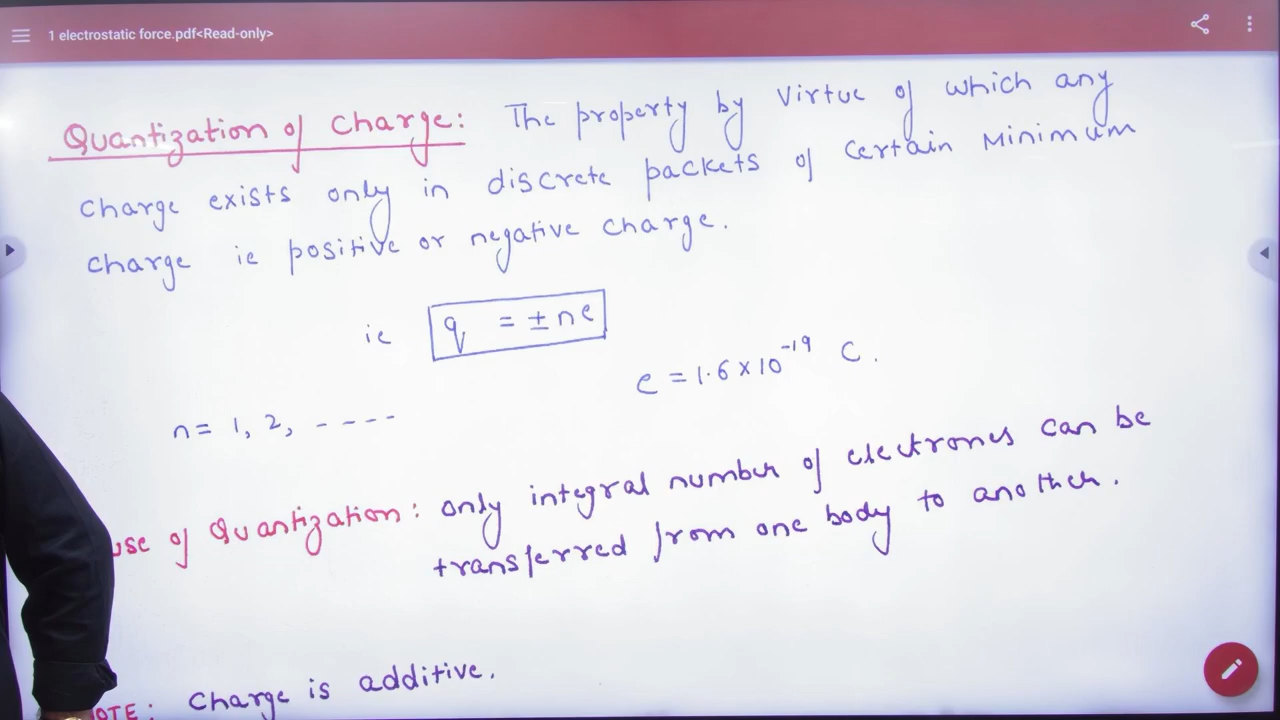 1 electrostatic force.pdf<Read-only>
Quantization of charge: The property by virtue of which any
charge exists only in discrete packets of certain minimum
charge ie positive or negative charge.
ie q = ±ne
e = 1.6×10⁻¹⁹ C.
n = 1, 2, - - - -
use of Quantization: only integral number of electrones can be
transferred from one body to another.
OTE: Charge is additive.